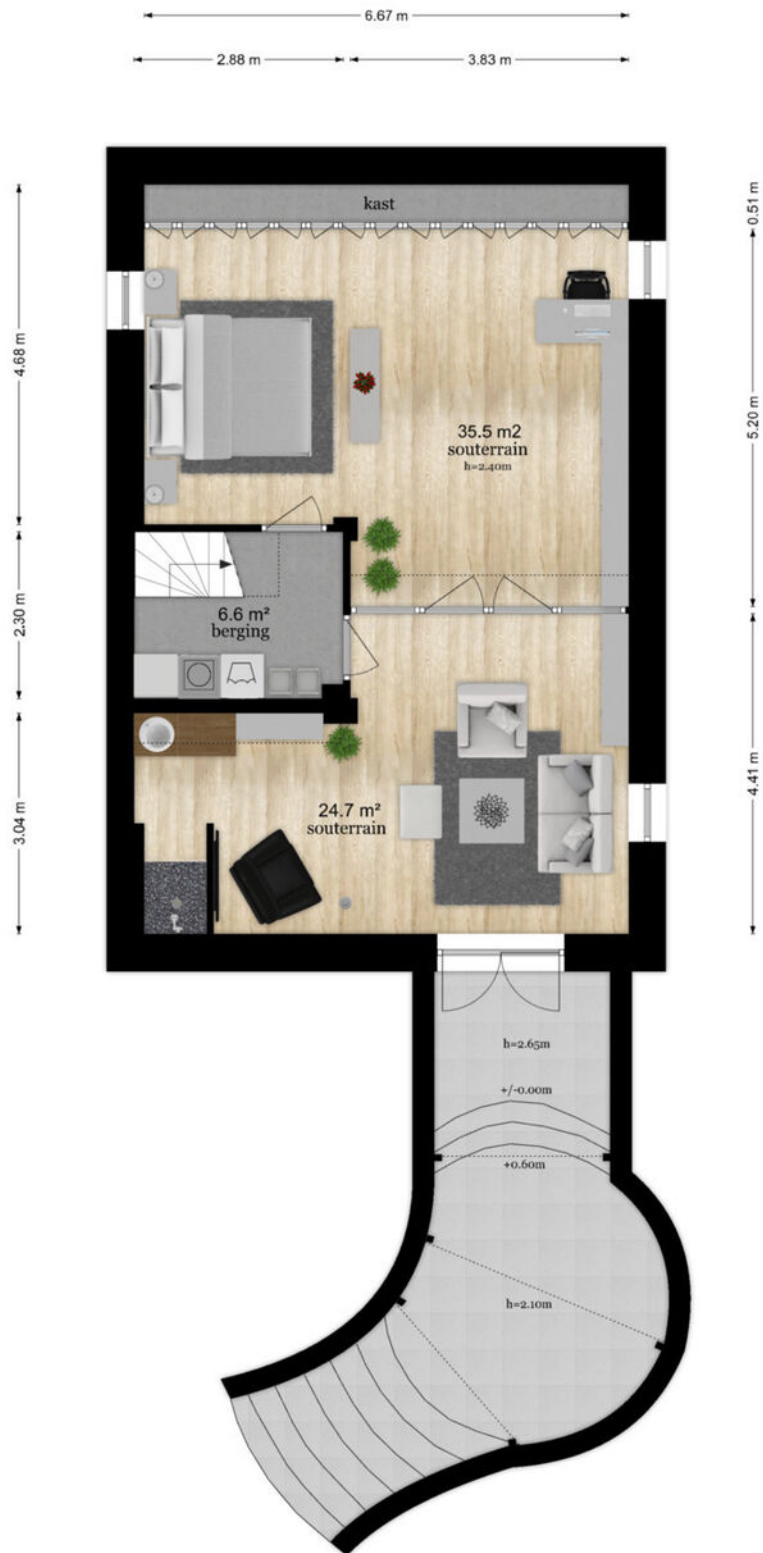 6.67 m
2.88 m
3.83 m
kast
0.51 m
4.68 m
5.20 m
35.5 m2
souterrain
h=2.40m
2.30 m
6.6 m²
berging
3.04 m
4.41 m
24.7 m²
souterrain
h=2.65m
+/-0.00m
+0.60m
h=2.10m